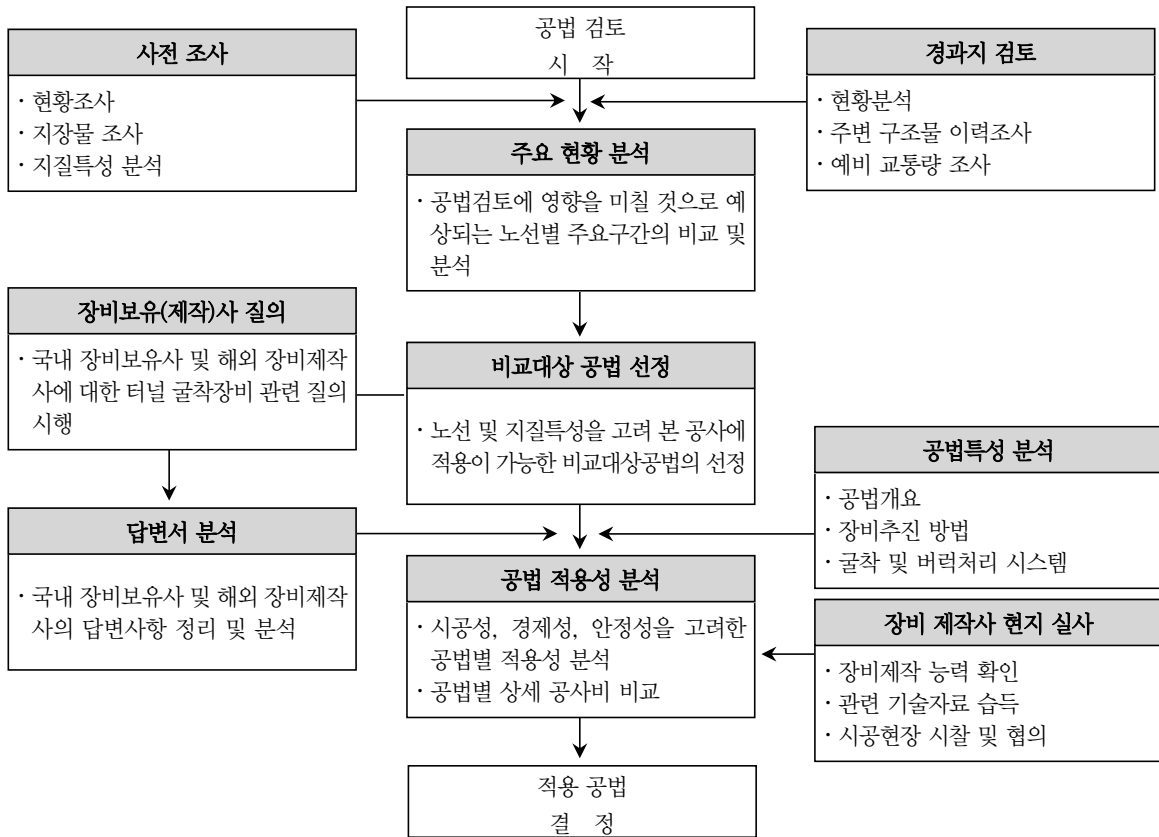 공법 검토
시 작
사전 조사
· 현황조사
· 지장물 조사
· 지질특성 분석
경과지 검토
· 현황분석
· 주변 구조물 이력조사
· 예비 교통량 조사
주요 현황 분석
· 공법검토에 영향을 미칠 것으로 예
상되는 노선별 주요구간의 비교 및
분석
장비보유(제작)사 질의
· 국내 장비보유사 및 해외 장비제작
사에 대한 터널 굴착장비 관련 질의
시행
비교대상 공법 선정
· 노선 및 지질특성을 고려 본 공사에
적용이 가능한 비교대상공법의 선정
공법특성 분석
· 공법개요
· 장비추진 방법
· 굴착 및 버럭처리 시스템
답변서 분석
· 국내 장비보유사 및 해외 장비제작
사의 답변사항 정리 및 분석
공법 적용성 분석
· 시공성, 경제성, 안정성을 고려한
공법별 적용성 분석
· 공법별 상세 공사비 비교
장비 제작사 현지 실사
· 장비제작 능력 확인
· 관련 기술자료 습득
· 시공현장 시찰 및 협의
적용 공법
결 정